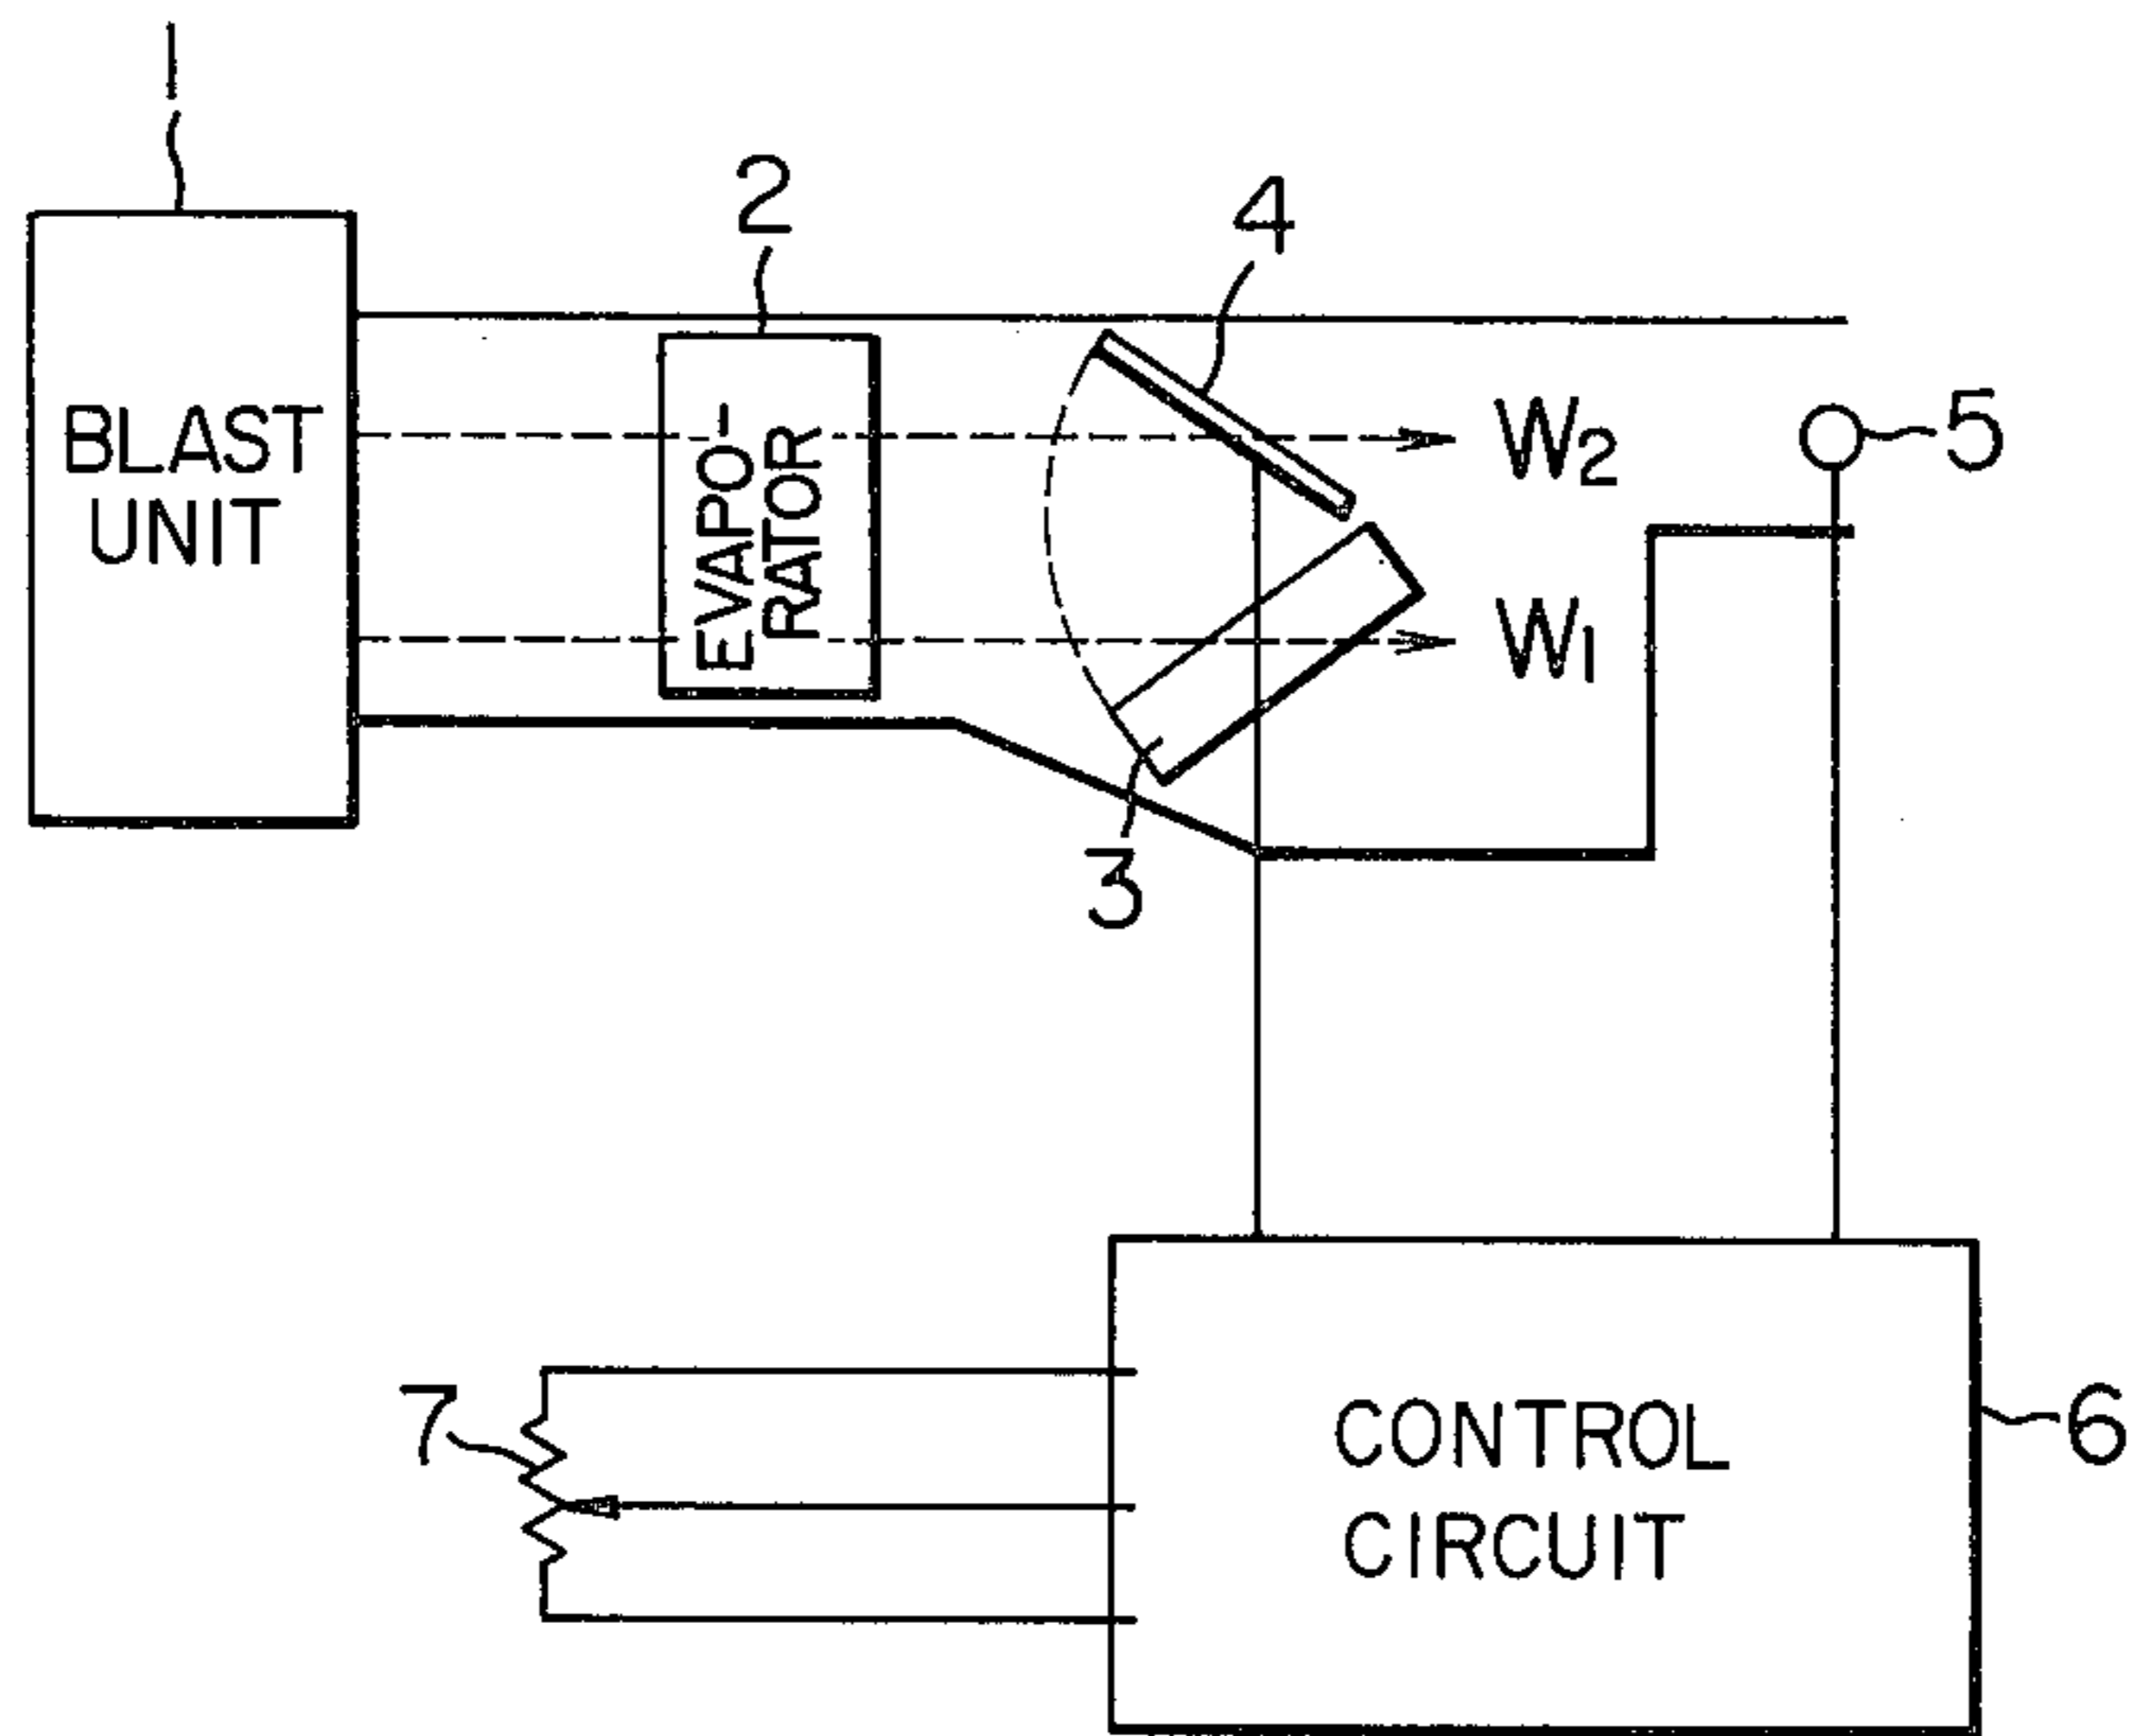 1
2
4
BLAST
UNIT
EVAPO-
RATOR
W2
5
W1
3
7
CONTROL
CIRCUIT
6